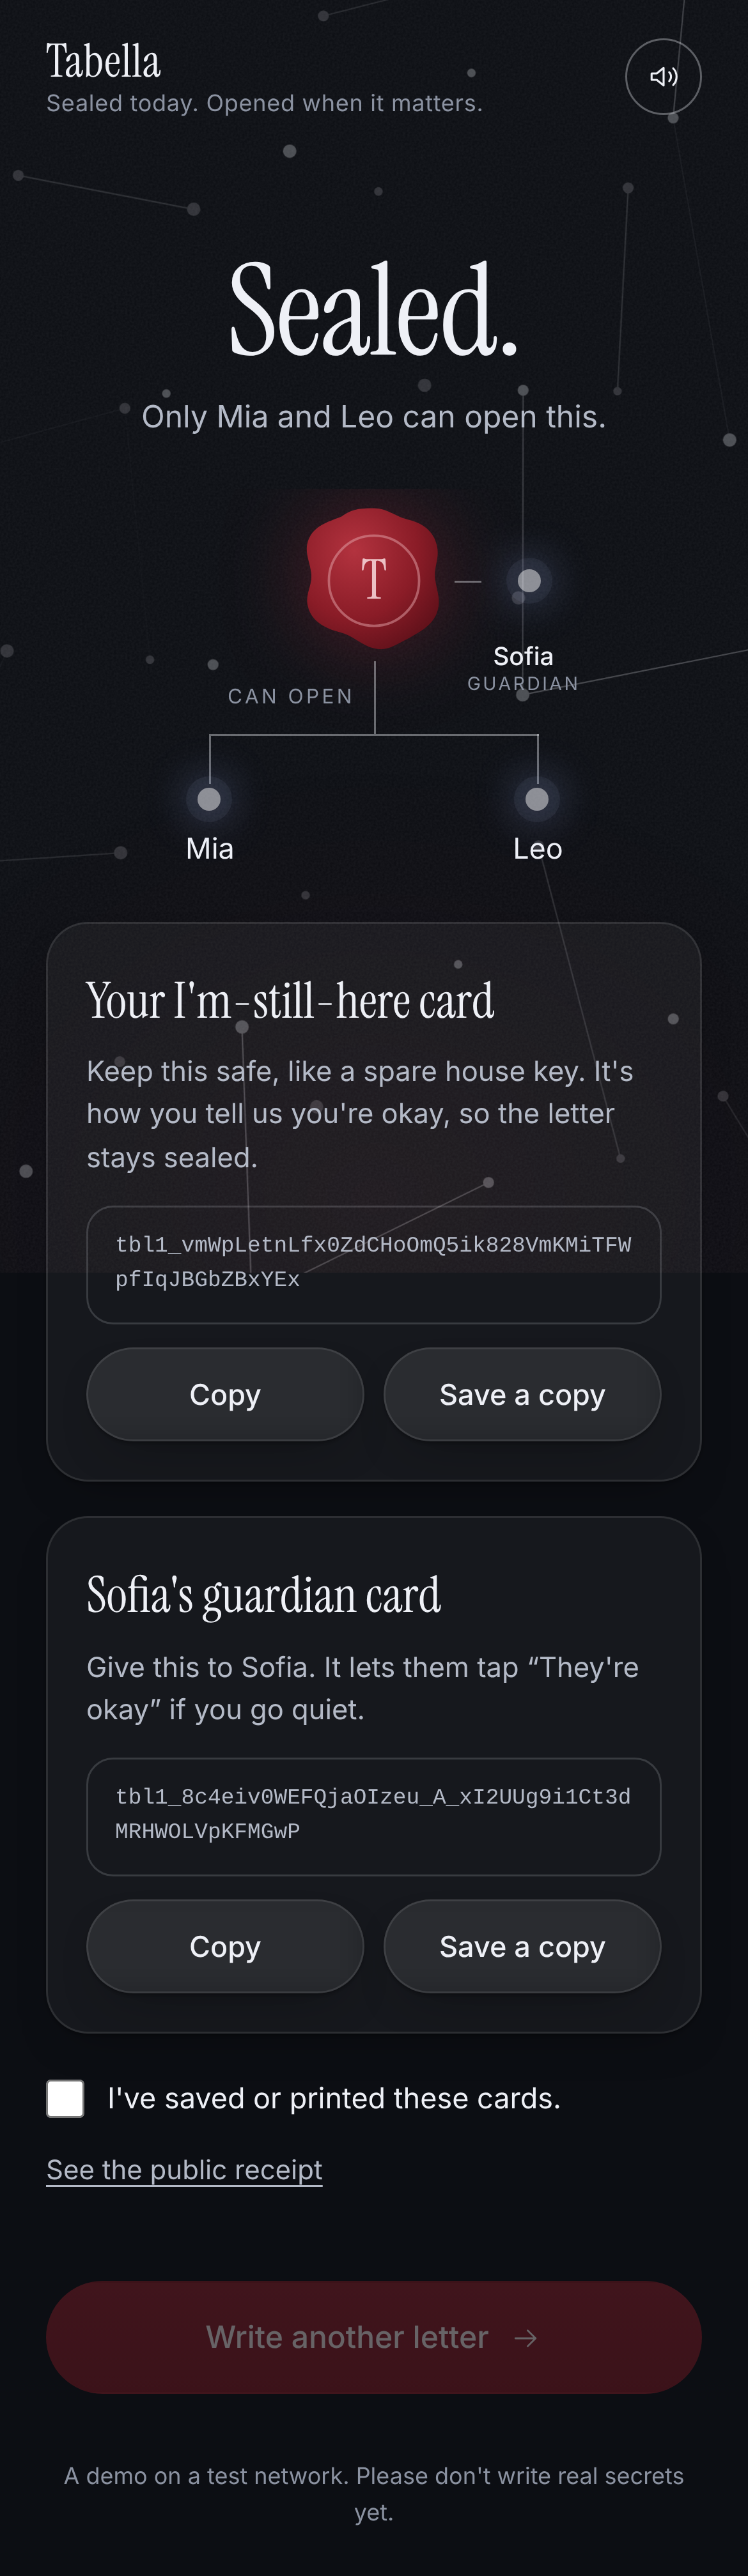 Tabella
Sealed today. Opened when it matters.
Sealed.
Only Mia and Leo can open this.
T
Sofia
GUARDIAN
CAN OPEN
Mia
Leo
Your I'm-still-here card
Keep this safe, like a spare house key. It's
how you tell us you're okay, so the letter
stays sealed.
tbl1_vmWpLetnLfx0ZdCHoOmQ5ik828VmKMiTFW
pfIqJBGbZBxYEx
Copy
Save a copy
Sofia's guardian card
Give this to Sofia. It lets them tap “They're
okay” if you go quiet.
tbl1_8c4eiv0WEFQjaOIzeu_A_xI2UUg9i1Ct3d
MRHWOLVpKFMGwP
Copy
Save a copy
I've saved or printed these cards.
See the public receipt
Write another letter →
A demo on a test network. Please don't write real secrets
yet.